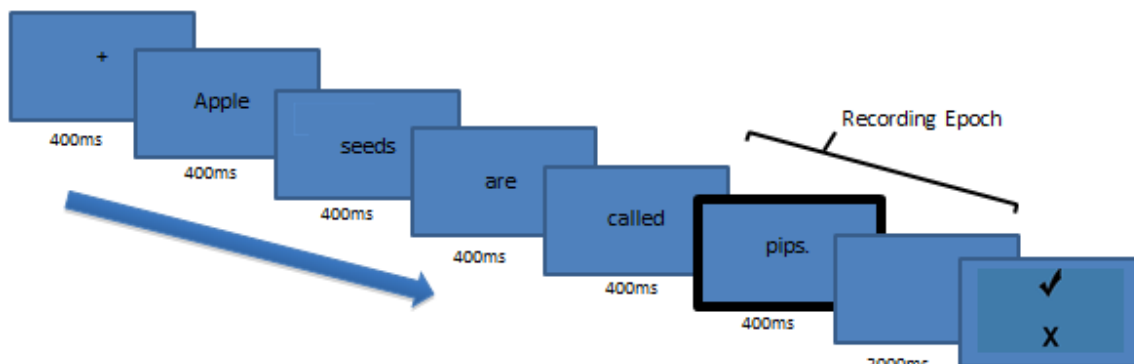 +
400ms
Apple
400ms
seeds
400ms
are
400ms
called
400ms
pips.
400ms
Recording Epoch
✓
X